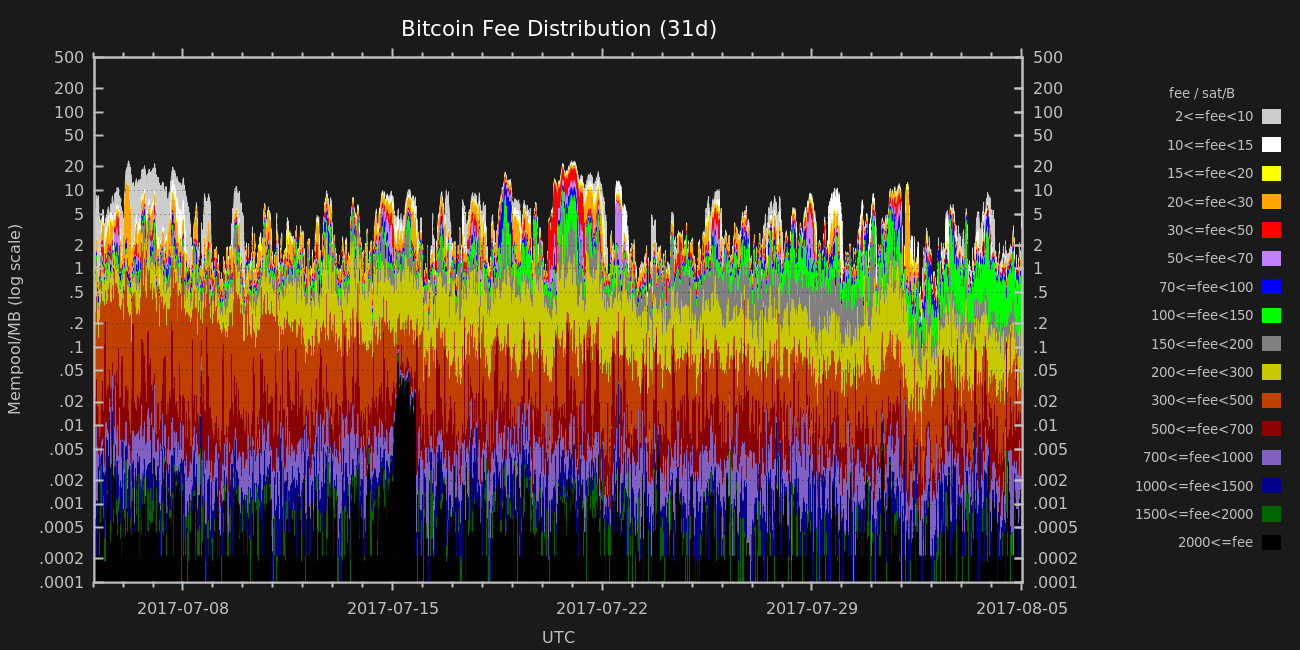 Bitcoin Fee Distribution (31d)
Mempool/MB (log scale)
500
200
100
50
20
10
5
2
1
.5
.2
.1
.05
.02
.01
.005
.002
.001
.0005
.0002
.0001
500
200
100
50
20
10
5
2
1
.5
.2
.1
.05
.02
.01
.005
.002
.001
.0005
.0002
.0001
2017-07-08 2017-07-15 2017-07-22 2017-07-29 2017-08-05
UTC
fee / sat/B
2<=fee<10
10<=fee<15
15<=fee<20
20<=fee<30
30<=fee<50
50<=fee<70
70<=fee<100
100<=fee<150
150<=fee<200
200<=fee<300
300<=fee<500
500<=fee<700
700<=fee<1000
1000<=fee<1500
1500<=fee<2000
2000<=fee